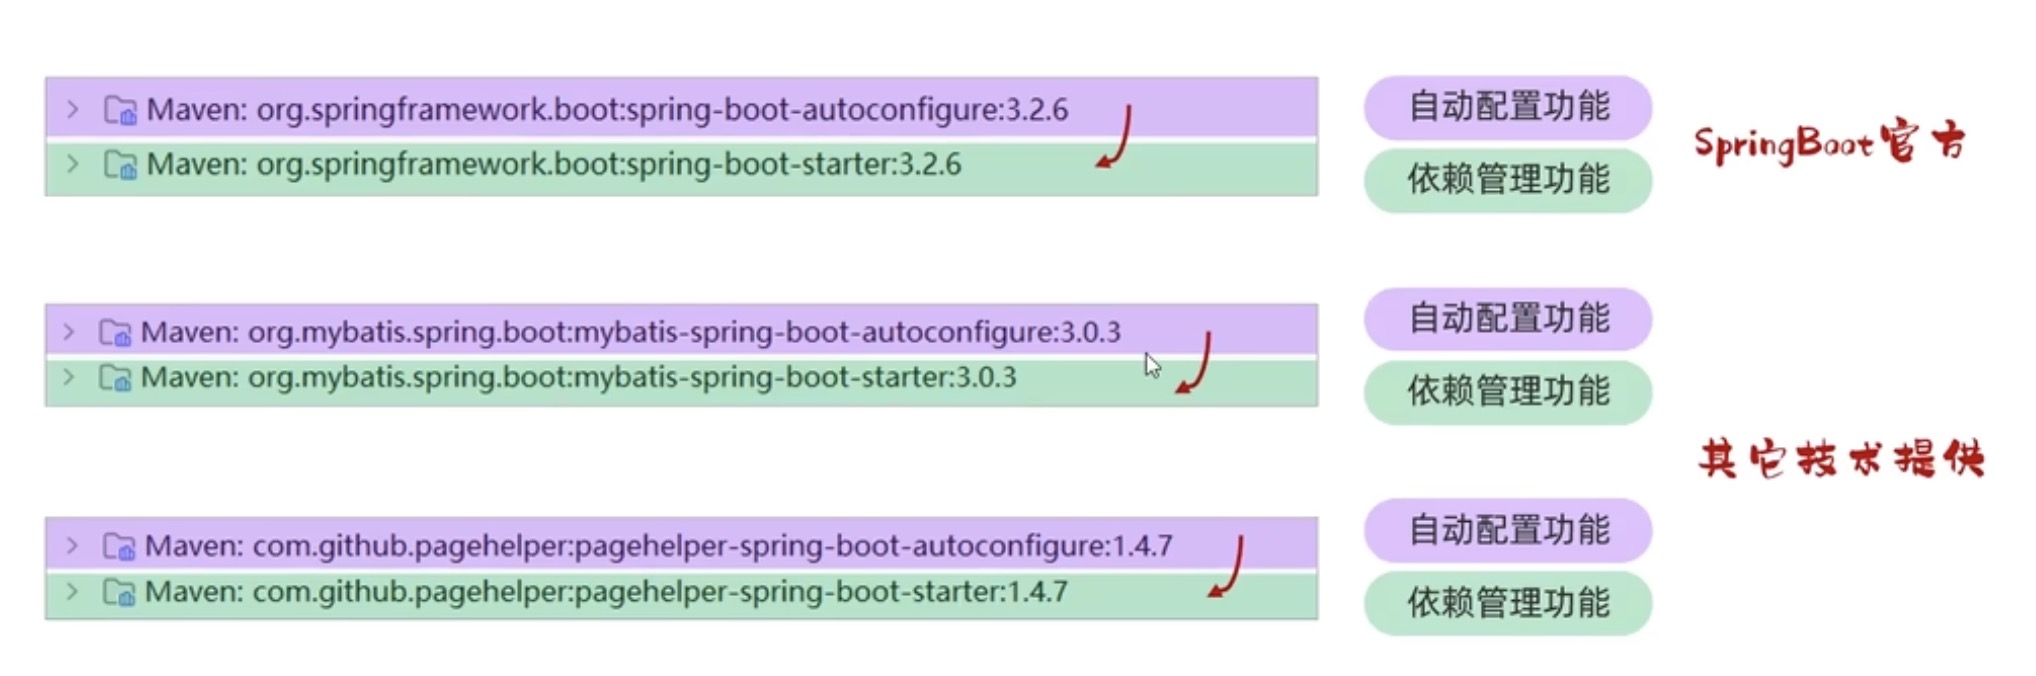 Maven: org.springframework.boot:spring-boot-autoconfigure:3.2.6
自动配置功能
Maven: org.springframework.boot:spring-boot-starter:3.2.6
依赖管理功能
SpringBoot官方
Maven: org.mybatis.spring.boot:mybatis-spring-boot-autoconfigure:3.0.3
自动配置功能
Maven: org.mybatis.spring.boot:mybatis-spring-boot-starter:3.0.3
依赖管理功能
其它技术提供
Maven: com.github.pagehelper:pagehelper-spring-boot-autoconfigure:1.4.7
自动配置功能
Maven: com.github.pagehelper:pagehelper-spring-boot-starter:1.4.7
依赖管理功能